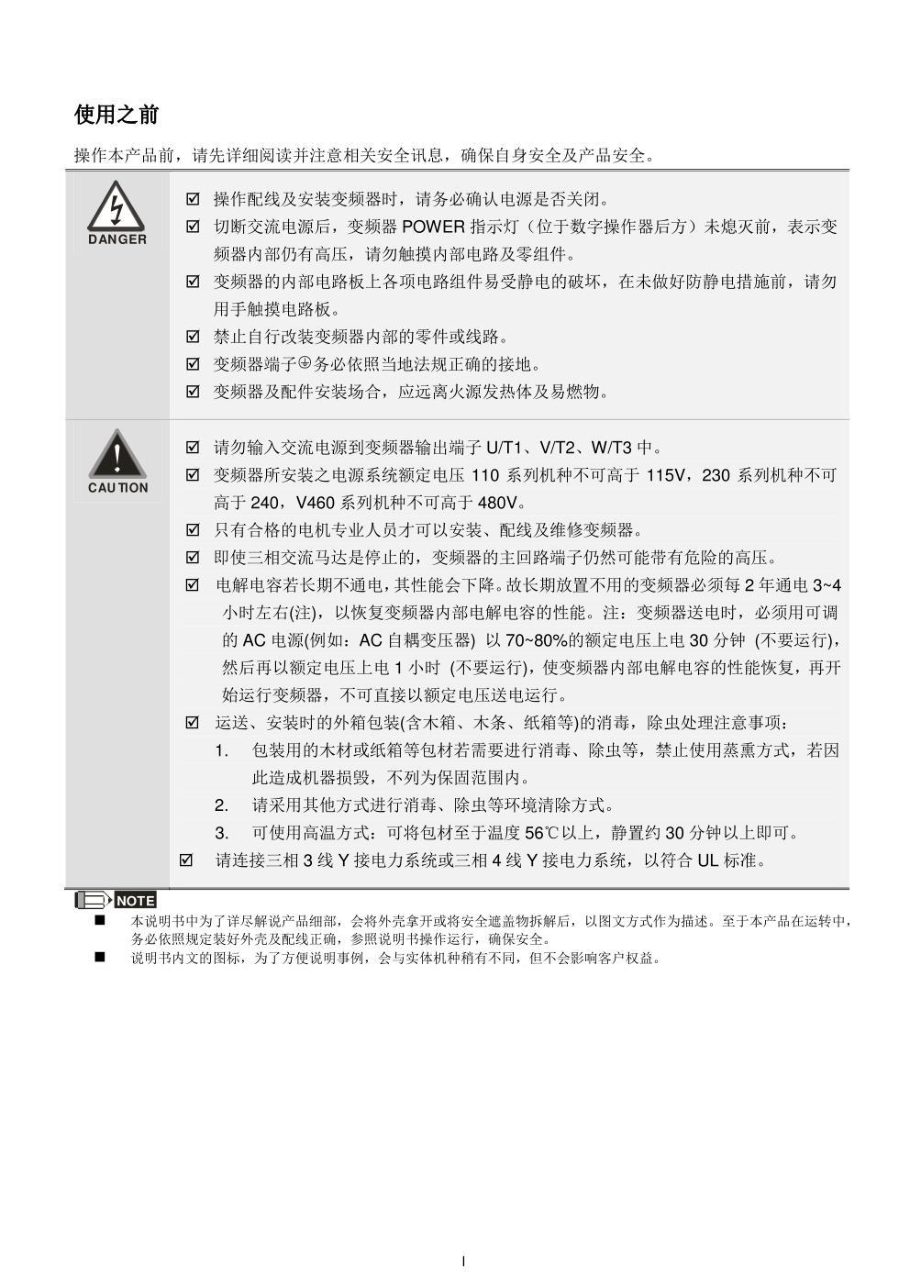 使用之前
操作本产品前，请先详细阅读并注意相关安全讯息，确保自身安全及产品安全。
DANGER
☑ 操作配线及安装变频器时，请务必确认电源是否关闭。
☑ 切断交流电源后，变频器 POWER 指示灯（位于数字操作器后方）未熄灭前，表示变
频器内部仍有高压，请勿触摸内部电路及零组件。
☑ 变频器的内部电路板上各项电路组件易受静电的破坏，在未做好防静电措施前，请勿
用手触摸电路板。
☑ 禁止自行改装变频器内部的零件或线路。
☑ 变频器端子⏚务必依照当地法规正确的接地。
☑ 变频器及配件安装场合，应远离火源发热体及易燃物。
CAUTION
☑ 请勿输入交流电源到变频器输出端子 U/T1、V/T2、W/T3 中。
☑ 变频器所安装之电源系统额定电压 110 系列机种不可高于 115V，230 系列机种不可
高于 240，V460 系列机种不可高于 480V。
☑ 只有合格的电机专业人员才可以安装、配线及维修变频器。
☑ 即使三相交流马达是停止的，变频器的主回路端子仍然可能带有危险的高压。
☑ 电解电容若长期不通电，其性能会下降。故长期放置不用的变频器必须每 2 年通电 3~4
小时左右(注)，以恢复变频器内部电解电容的性能。注：变频器送电时，必须用可调
的 AC 电源(例如：AC 自耦变压器) 以 70~80%的额定电压上电 30 分钟 (不要运行)，
然后再以额定电压上电 1 小时 (不要运行)，使变频器内部电解电容的性能恢复，再开
始运行变频器，不可直接以额定电压送电运行。
☑ 运送、安装时的外箱包装(含木箱、木条、纸箱等)的消毒，除虫处理注意事项：
1. 包装用的木材或纸箱等包材若需要进行消毒、除虫等，禁止使用蒸熏方式，若因
此造成机器损毁，不列为保固范围内。
2. 请采用其他方式进行消毒、除虫等环境清除方式。
3. 可使用高温方式：可将包材至于温度 56℃以上，静置约 30 分钟以上即可。
☑ 请连接三相 3 线 Y 接电力系统或三相 4 线 Y 接电力系统，以符合 UL 标准。
NOTE
■ 本说明书中为了详尽解说产品细部，会将外壳拿开或将安全遮盖物拆解后，以图文方式作为描述。至于本产品在运转中，
务必依照规定装好外壳及配线正确，参照说明书操作运行，确保安全。
■ 说明书内文的图标，为了方便说明事例，会与实体机种稍有不同，但不会影响客户权益。
I